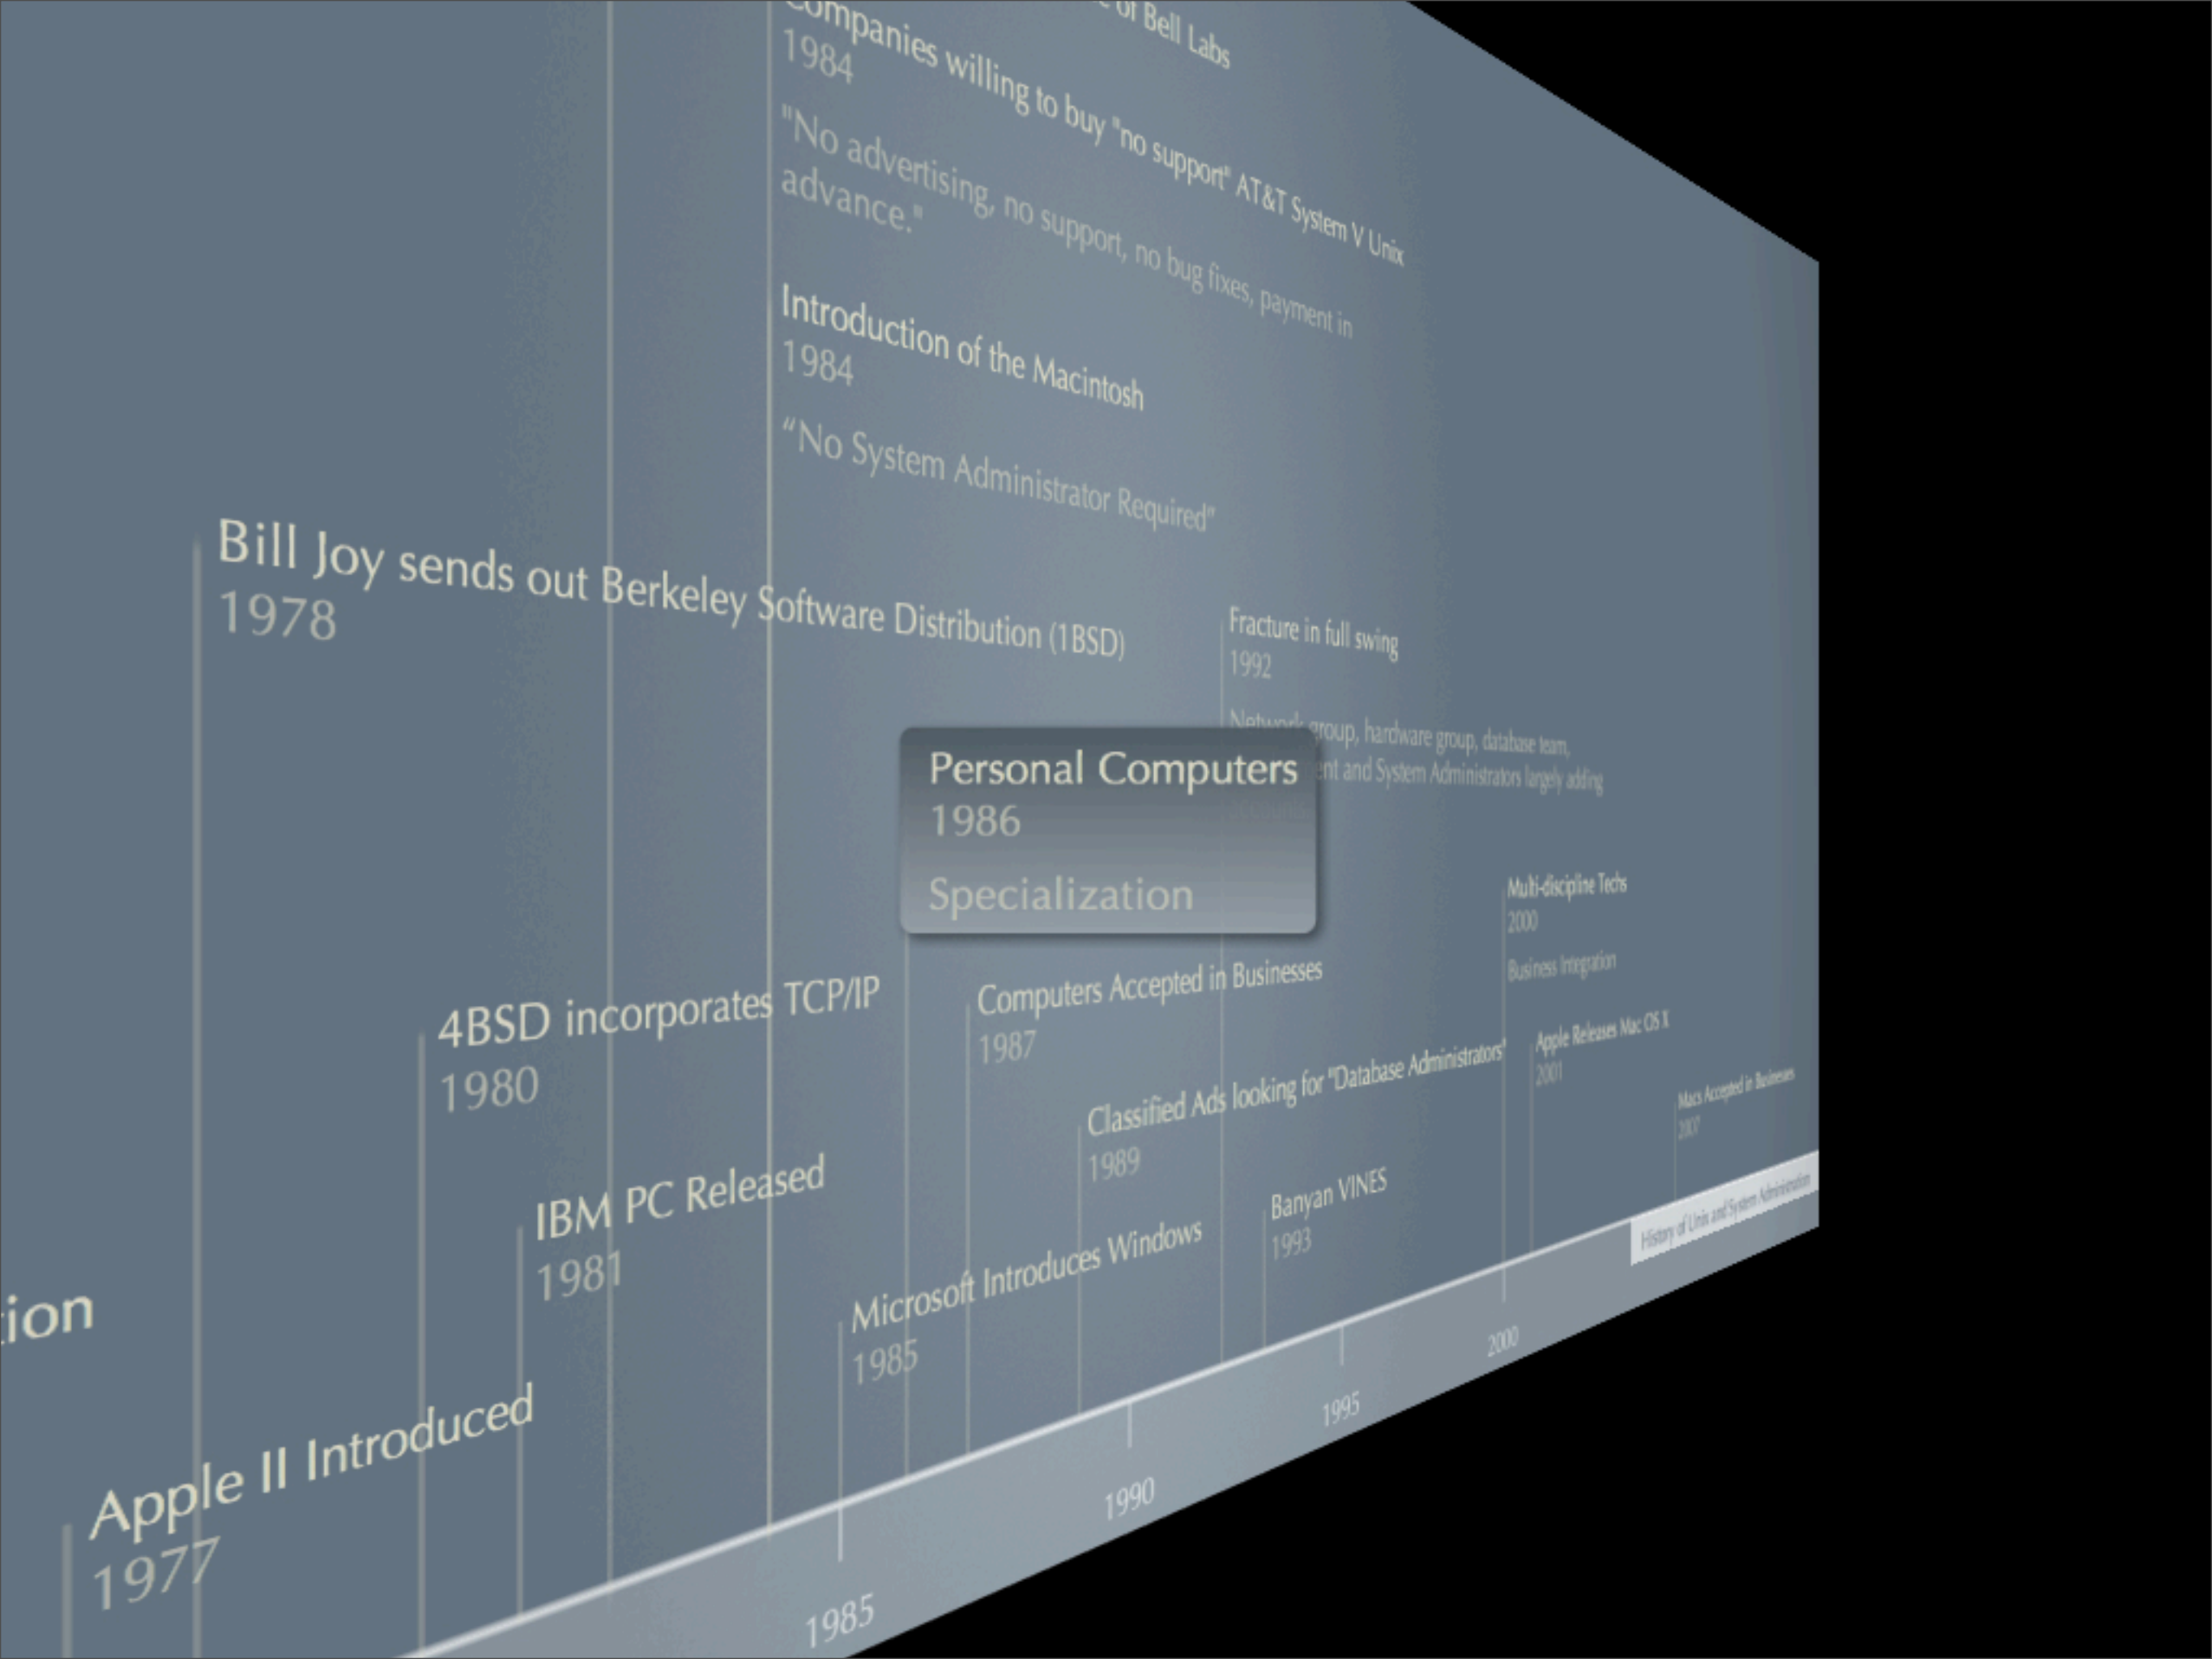 of Bell Labs
Companies willing to buy "no support" AT&T System V Unix
1984
"No advertising, no support, no bug fixes, payment in
advance."
Introduction of the Macintosh
1984
“No System Administrator Required”
Bill Joy sends out Berkeley Software Distribution (1BSD)
1978
Fracture in full swing
1992
Network group, hardware group, database team,
and System Administrators largely adding
Personal Computers
1986
Specialization
Multi-discipline Techs
2000
Business Integration
4BSD incorporates TCP/IP
1980
Computers Accepted in Businesses
1987
Apple Releases Mac OS X
2001
Classified Ads looking for "Database Administrators"
1989
Macs Accepted in Businesses
2007
IBM PC Released
1981
Banyan VINES
1993
Microsoft Introduces Windows
1985
Apple II Introduced
1977
History of Unix and System Administration
1985
1990
1995
2000